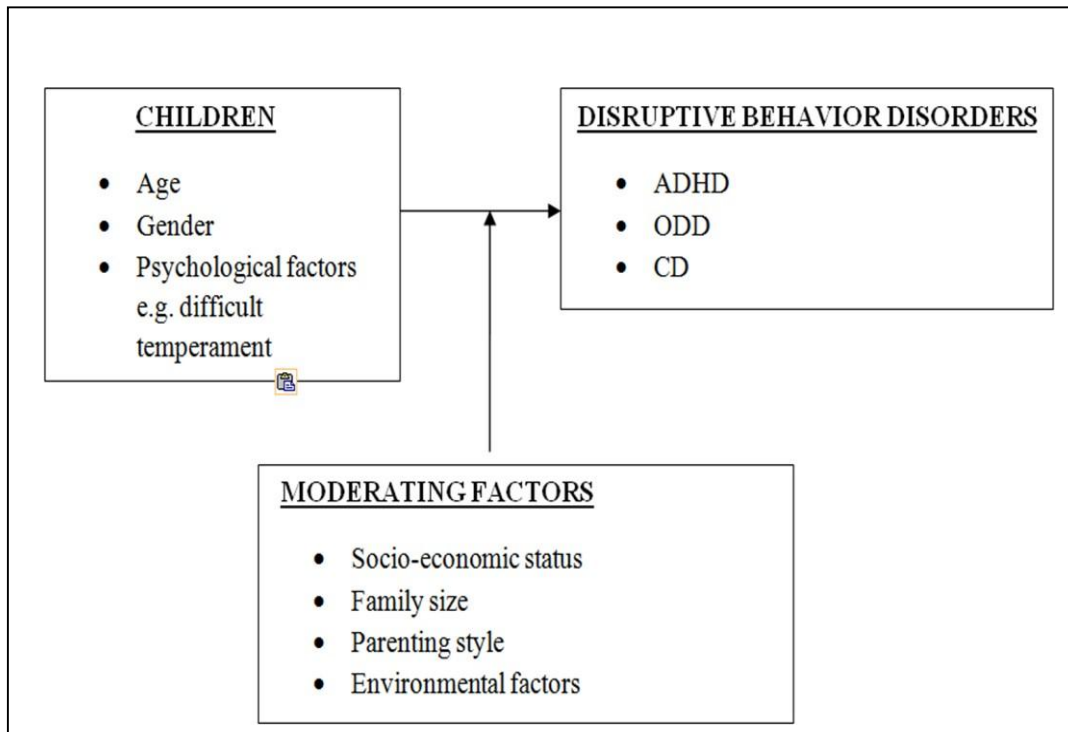 CHILDREN
• Age
• Gender
• Psychological factors
e.g. difficult
temperament
DISRUPTIVE BEHAVIOR DISORDERS
• ADHD
• ODD
• CD
MODERATING FACTORS
• Socio-economic status
• Family size
• Parenting style
• Environmental factors